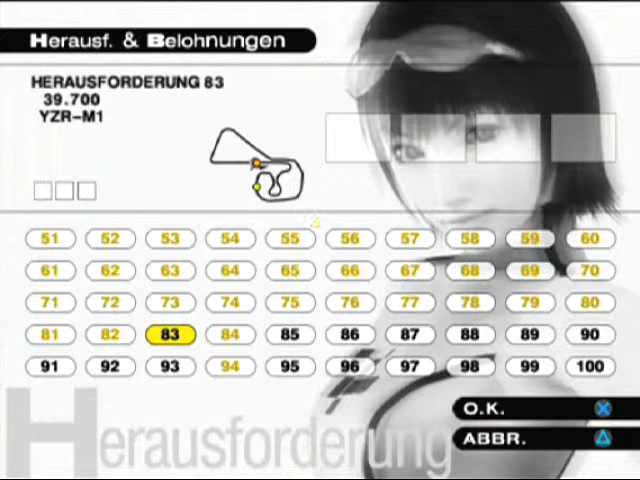 Herausf. & Belohnungen
HERAUSFORDERUNG 83
39.700
YZR-M1
51 52 53 54 55 56 57 58 59 60
61 62 63 64 65 66 67 68 69 70
71 72 73 74 75 76 77 78 79 80
81 82 83 84 85 86 87 88 89 90
91 92 93 94 95 96 97 98 99 100
O.K.
ABBR.
Herausforderung